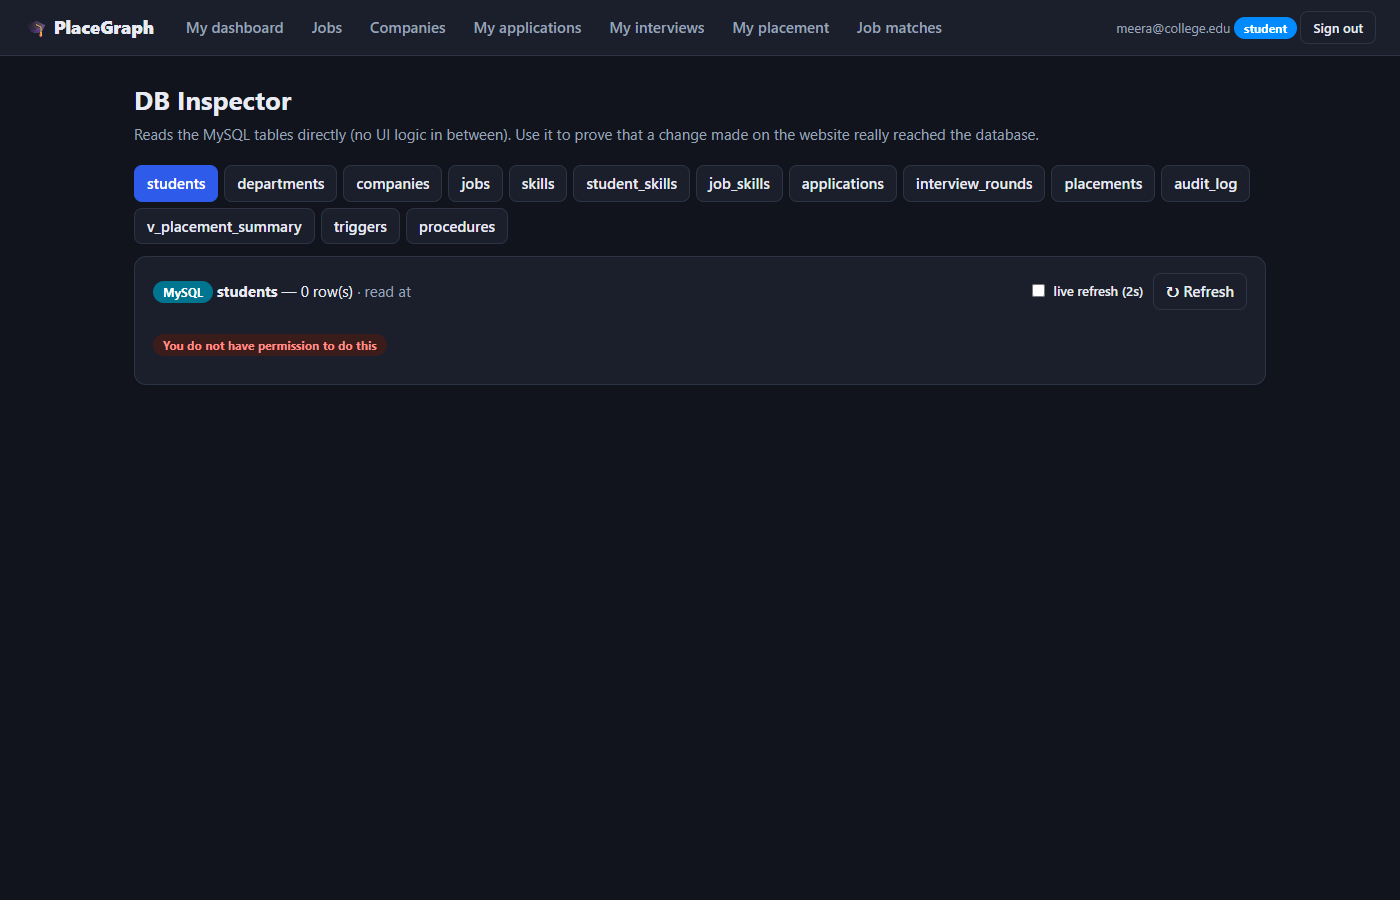 PlaceGraph My dashboard Jobs Companies My applications My interviews My placement Job matches meera@college.edu student Sign out
DB Inspector
Reads the MySQL tables directly (no UI logic in between). Use it to prove that a change made on the website really reached the database.
students departments companies jobs skills student_skills job_skills applications interview_rounds placements audit_log
v_placement_summary triggers procedures
MySQL students — 0 row(s) · read at live refresh (2s) ↻ Refresh
You do not have permission to do this